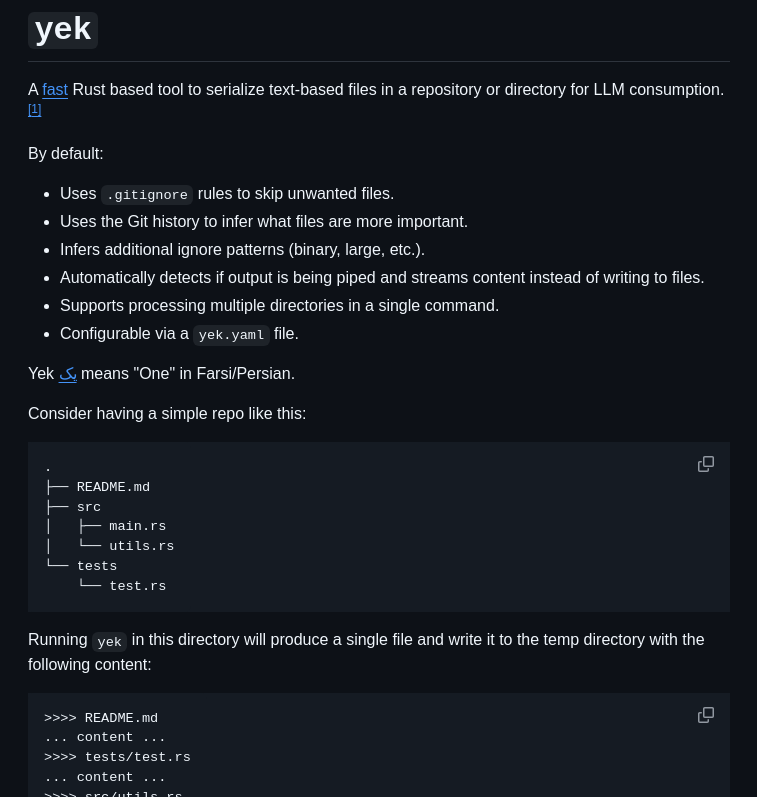 yek
A fast Rust based tool to serialize text-based files in a repository or directory for LLM consumption.
[1]
By default:
Uses .gitignore rules to skip unwanted files.
Uses the Git history to infer what files are more important.
Infers additional ignore patterns (binary, large, etc.).
Automatically detects if output is being piped and streams content instead of writing to files.
Supports processing multiple directories in a single command.
Configurable via a yek.yaml file.
Yek یک means "One" in Farsi/Persian.
Consider having a simple repo like this:
.
├── README.md
├── src
│   ├── main.rs
│   └── utils.rs
└── tests
    └── test.rs
Running yek in this directory will produce a single file and write it to the temp directory with the
following content:
>>>> README.md
... content ...
>>>> tests/test.rs
... content ...
>>>> src/utils.rs